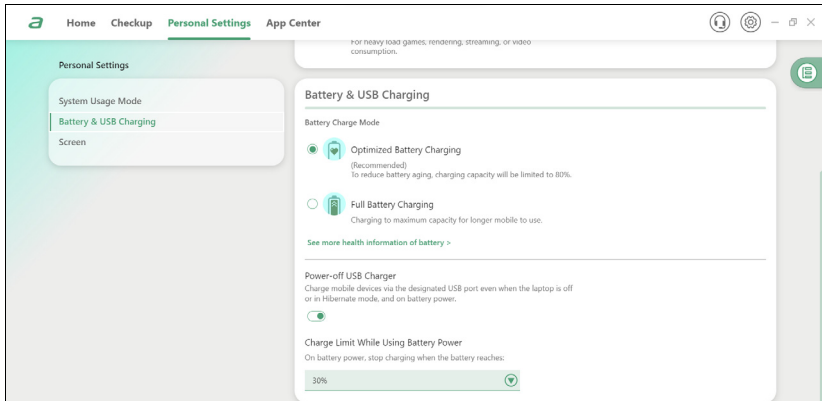 a Home Checkup Personal Settings App Center
For heavy load games, rendering, streaming, or video
consumption.
Personal Settings
System Usage Mode
Battery & USB Charging
Screen
Battery & USB Charging
Battery Charge Mode
Optimized Battery Charging
(Recommended)
To reduce battery aging, charging capacity will be limited to 80%.
Full Battery Charging
Charging to maximum capacity for longer mobile to use.
See more health information of battery >
Power-off USB Charger
Charge mobile devices via the designated USB port even when the laptop is off
or in Hibernate mode, and on battery power.
Charge Limit While Using Battery Power
On battery power, stop charging when the battery reaches:
30%